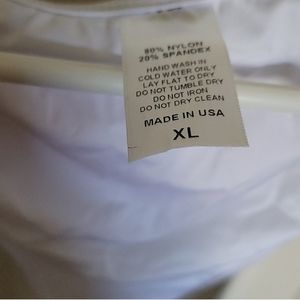 80% NYLON
20% SPANDEX
HAND WASH IN
COLD WATER ONLY
LAY FLAT TO DRY
DO NOT TUMBLE DRY
DO NOT IRON
DO NOT DRY CLEAN
MADE IN USA
XL